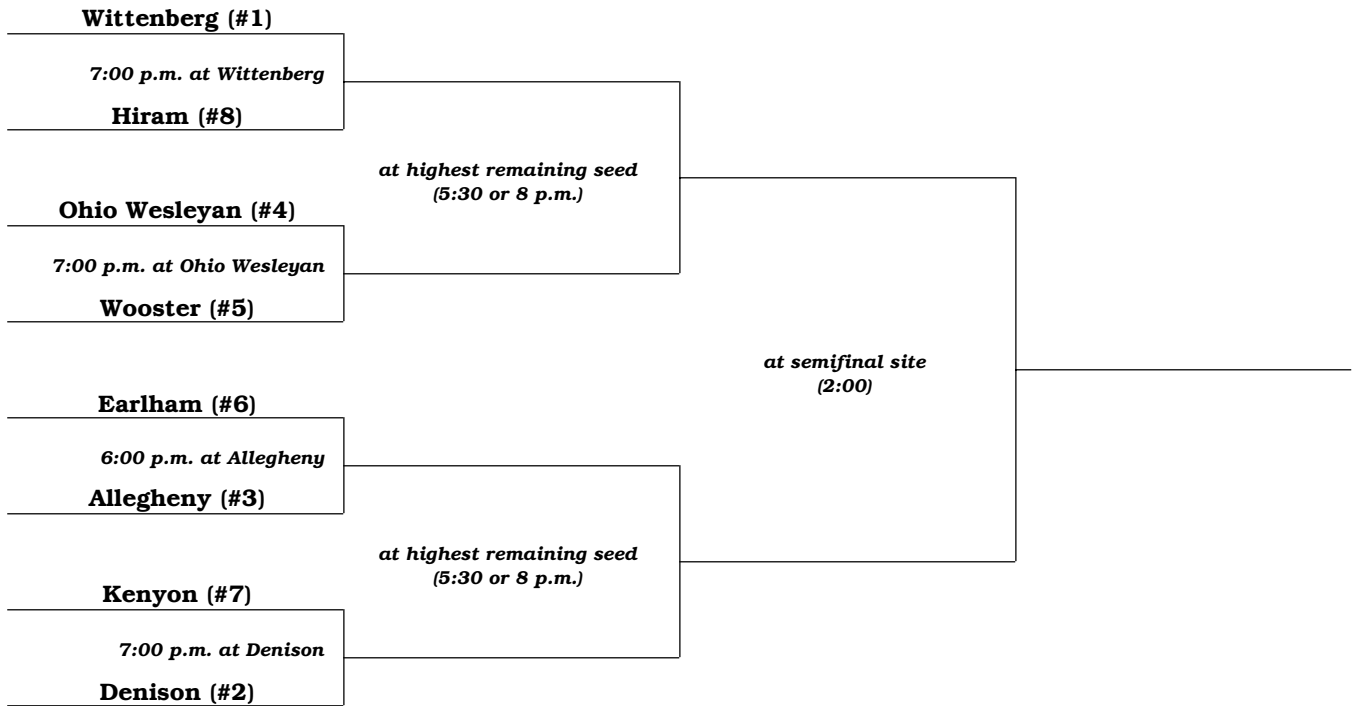 Wittenberg (#1)
7:00 p.m. at Wittenberg
Hiram (#8)
at highest remaining seed
(5:30 or 8 p.m.)
Ohio Wesleyan (#4)
7:00 p.m. at Ohio Wesleyan
Wooster (#5)
at semifinal site
(2:00)
Earlham (#6)
6:00 p.m. at Allegheny
Allegheny (#3)
at highest remaining seed
(5:30 or 8 p.m.)
Kenyon (#7)
7:00 p.m. at Denison
Denison (#2)